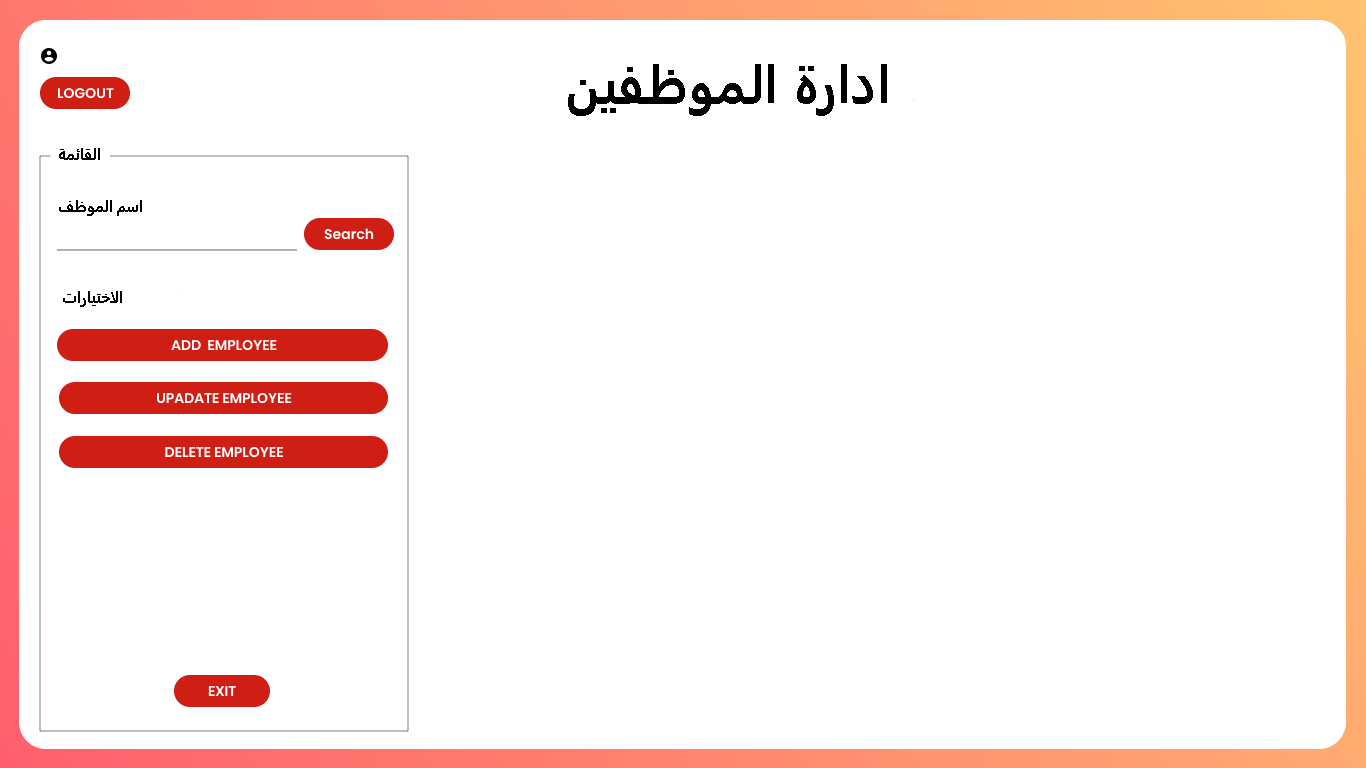 ادارة الموظفين
LOGOUT
القائمة
اسم الموظف
Search
الاختيارات
ADD EMPLOYEE
UPADATE EMPLOYEE
DELETE EMPLOYEE
EXIT